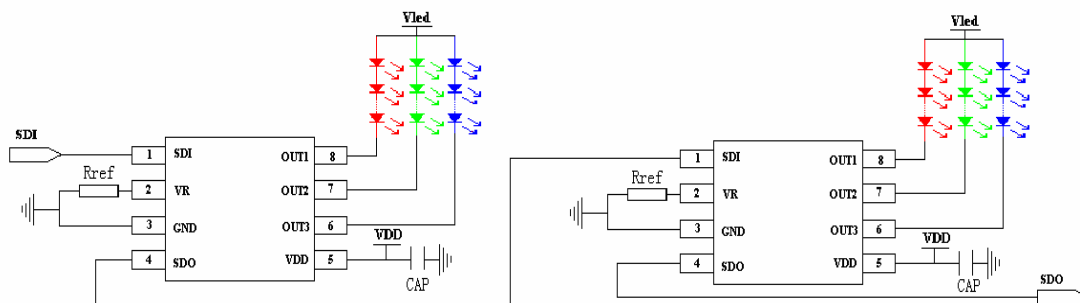 Vled
SDI
1 SDI OUT1 8
Rref
2 VR OUT2 7
3 GND OUT3 6
VDD
4 SDO VDD 5
CAP
Vled
1 SDI OUT1 8
Rref
2 VR OUT2 7
3 GND OUT3 6
VDD
4 SDO VDD 5
CAP
SDO